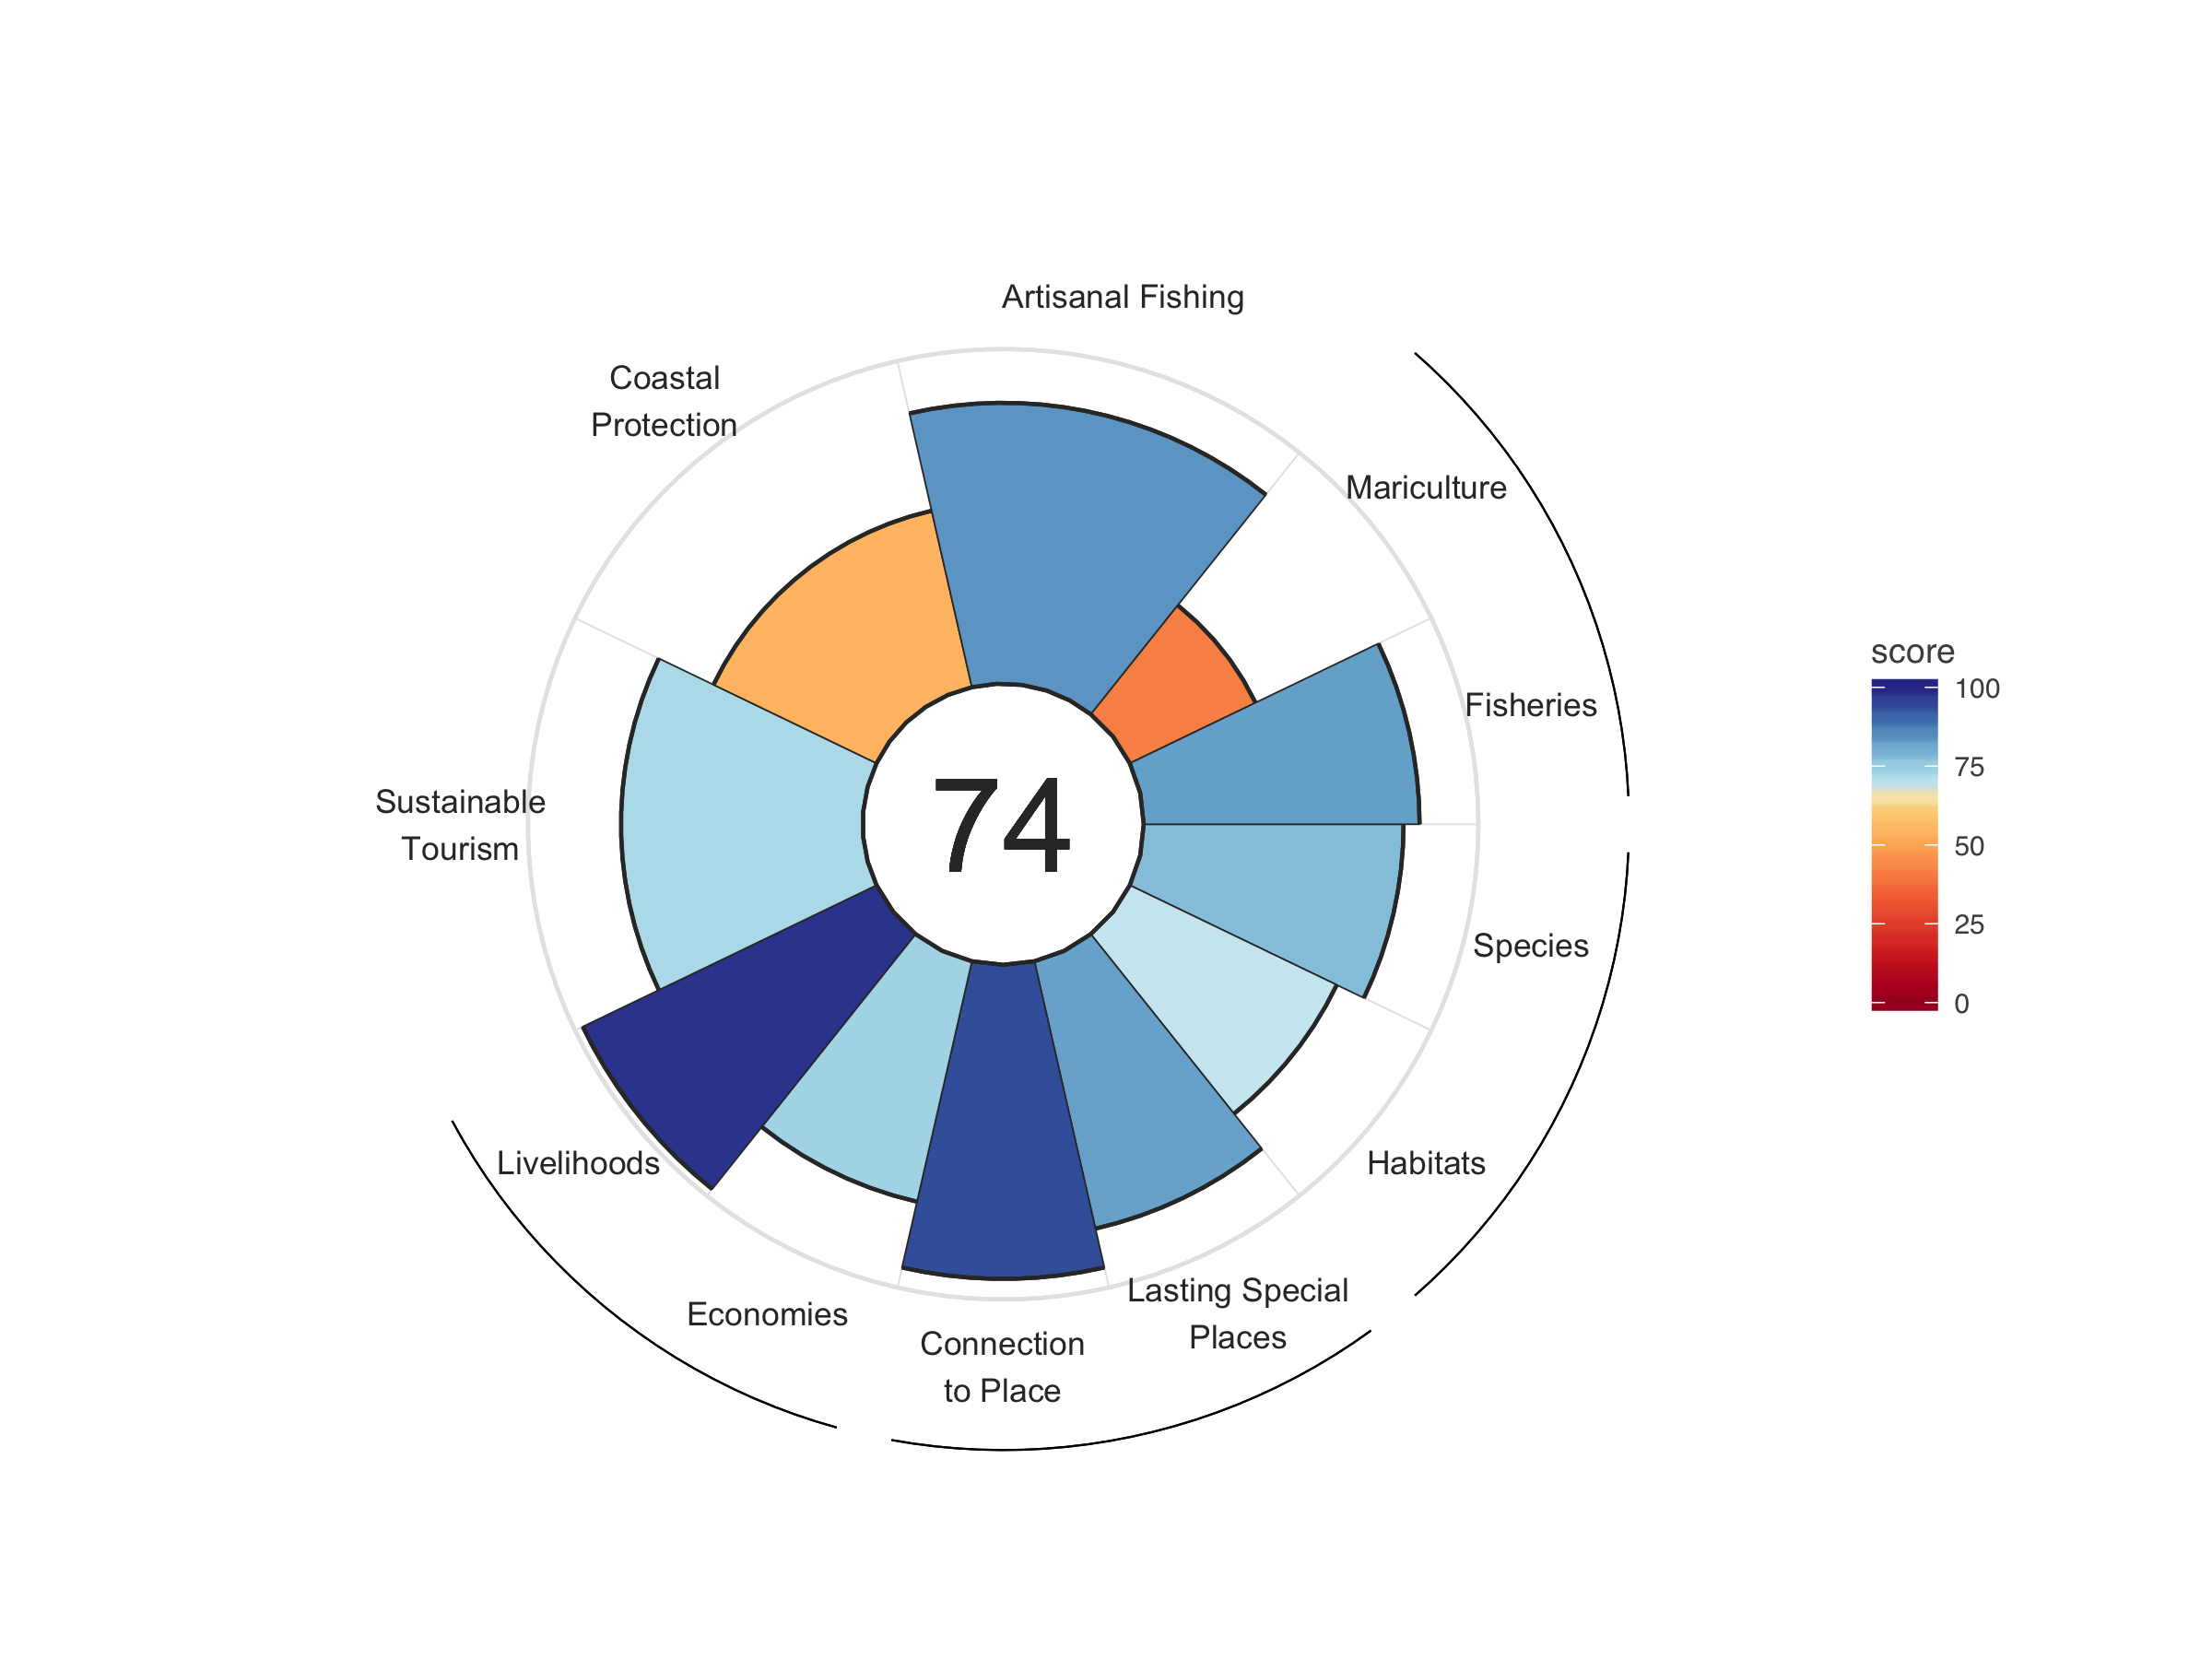 Artisanal Fishing
Coastal
Protection
Mariculture
Fisheries
score
100
75
50
25
0
74
Sustainable
Tourism
Species
Livelihoods
Habitats
Economies
Lasting Special
Places
Connection
to Place